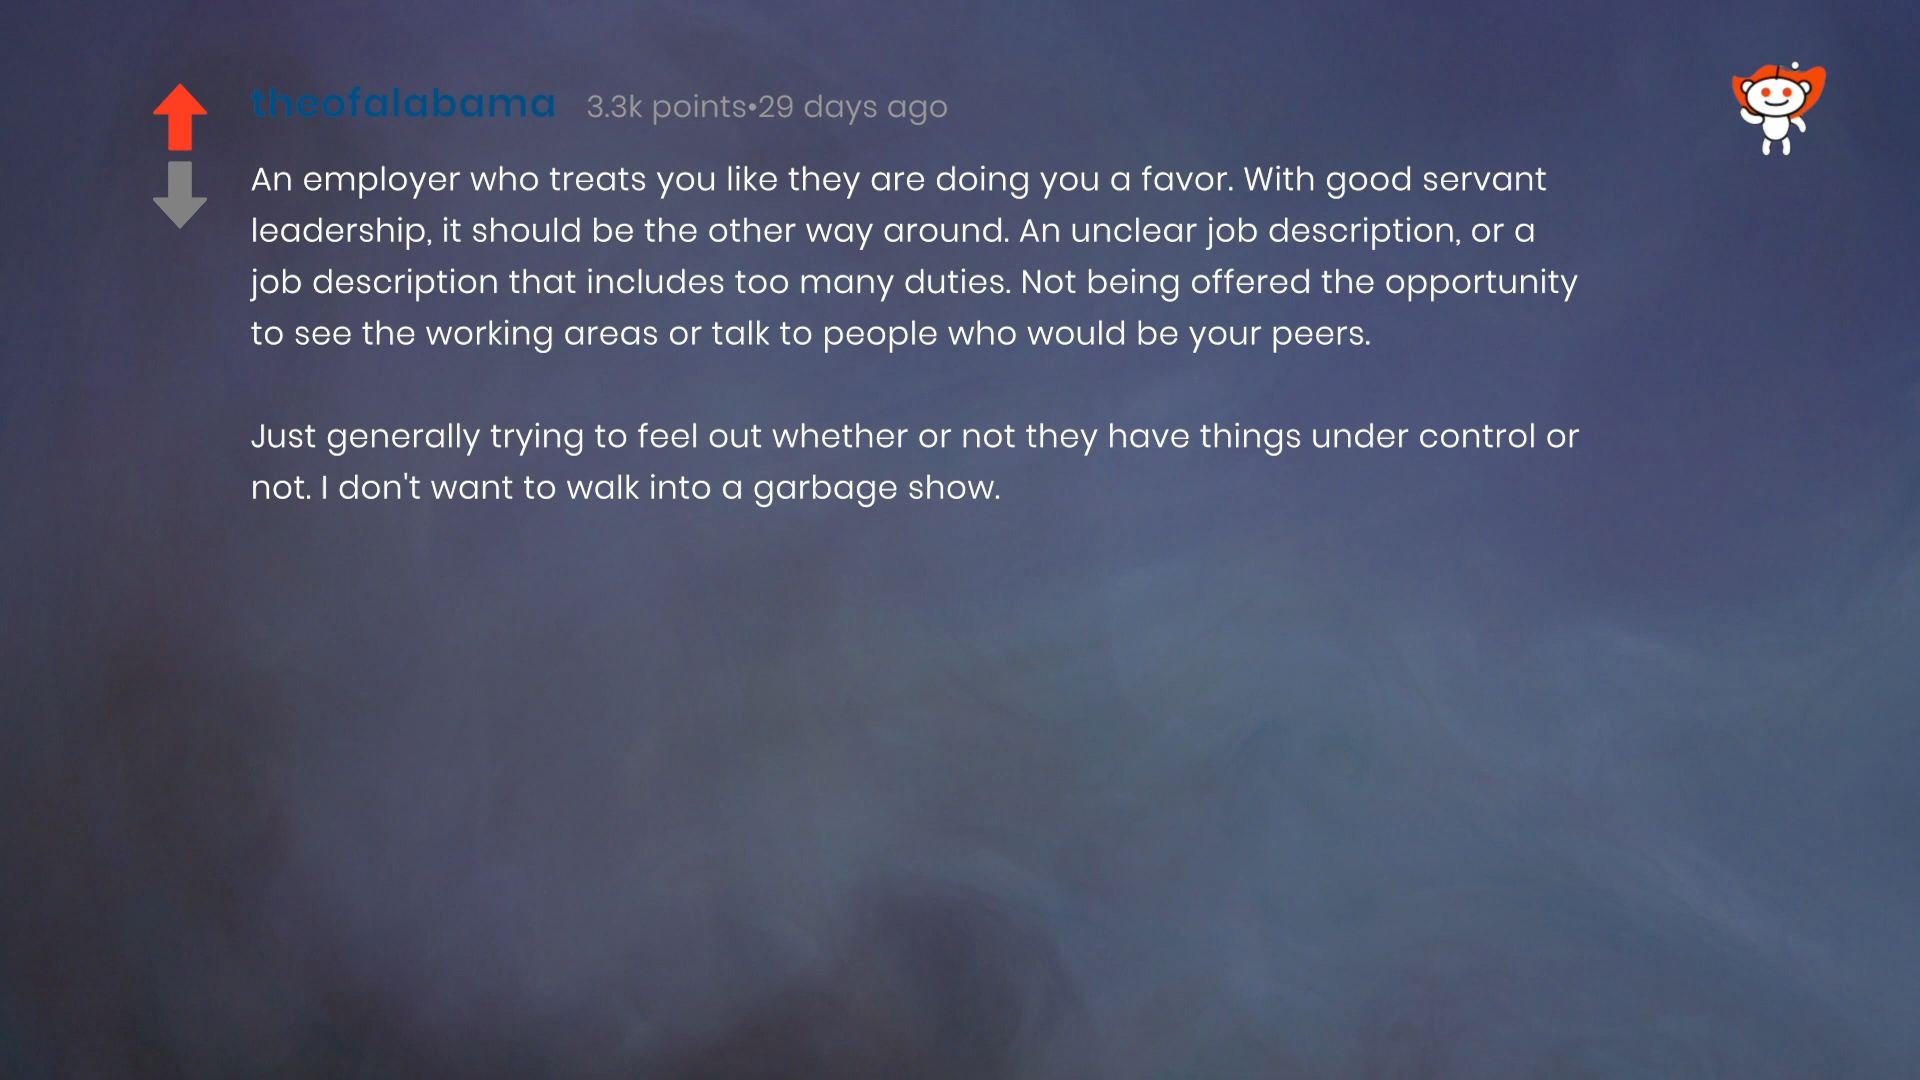 theofalabama 3.3k points•29 days ago
An employer who treats you like they are doing you a favor. With good servant
leadership, it should be the other way around. An unclear job description, or a
job description that includes too many duties. Not being offered the opportunity
to see the working areas or talk to people who would be your peers.
Just generally trying to feel out whether or not they have things under control or
not. I don't want to walk into a garbage show.